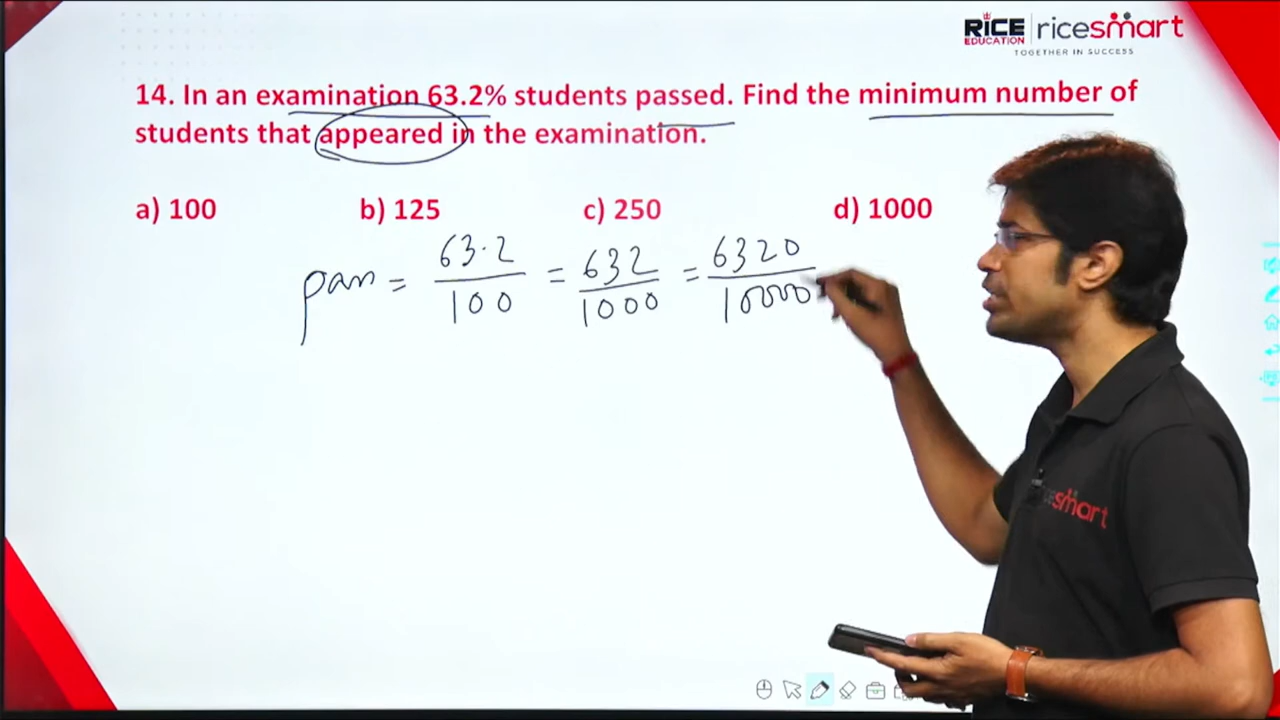 RICE EDUCATION ricesmart
TOGETHER IN SUCCESS
14. In an examination 63.2% students passed. Find the minimum number of
students that appeared in the examination.
a) 100 b) 125 c) 250 d) 1000
pass = 63.2/100 = 632/1000 = 6320/10000
smart